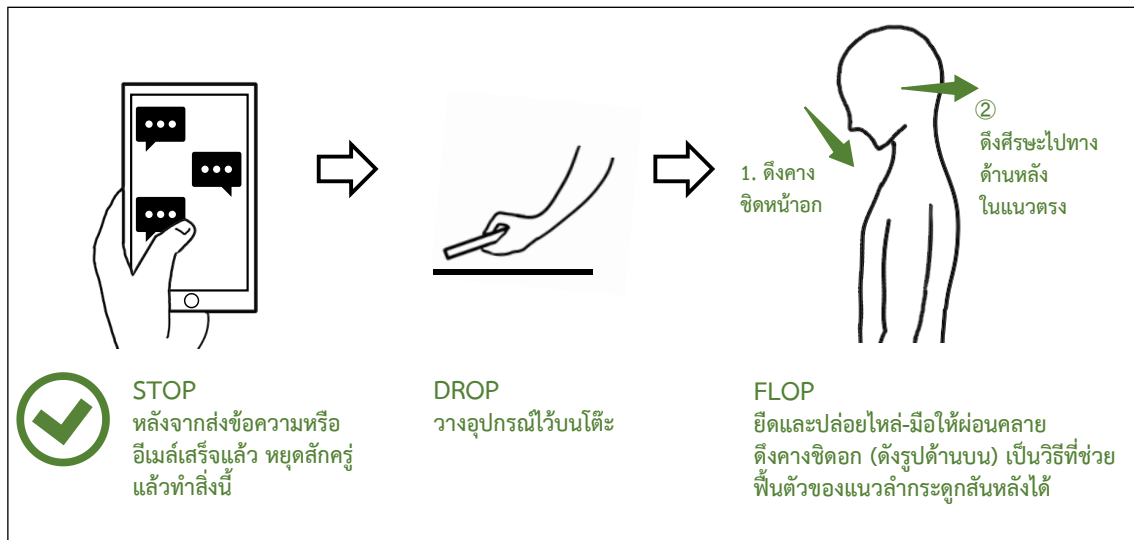 1. ดึงคาง
ชิดหน้าอก
②
ดึงศีรษะไปทาง
ด้านหลัง
ในแนวตรง
STOP
หลังจากส่งข้อความหรือ
อีเมล์เสร็จแล้ว หยุดสักครู่
แล้วทำสิ่งนี้
DROP
วางอุปกรณ์ไว้บนโต๊ะ
FLOP
ยืดและปล่อยไหล่-มือให้ผ่อนคลาย
ดึงคางชิดอก (ดังรูปด้านบน) เป็นวิธีที่ช่วย
ฟื้นตัวของแนวลำกระดูกสันหลังได้